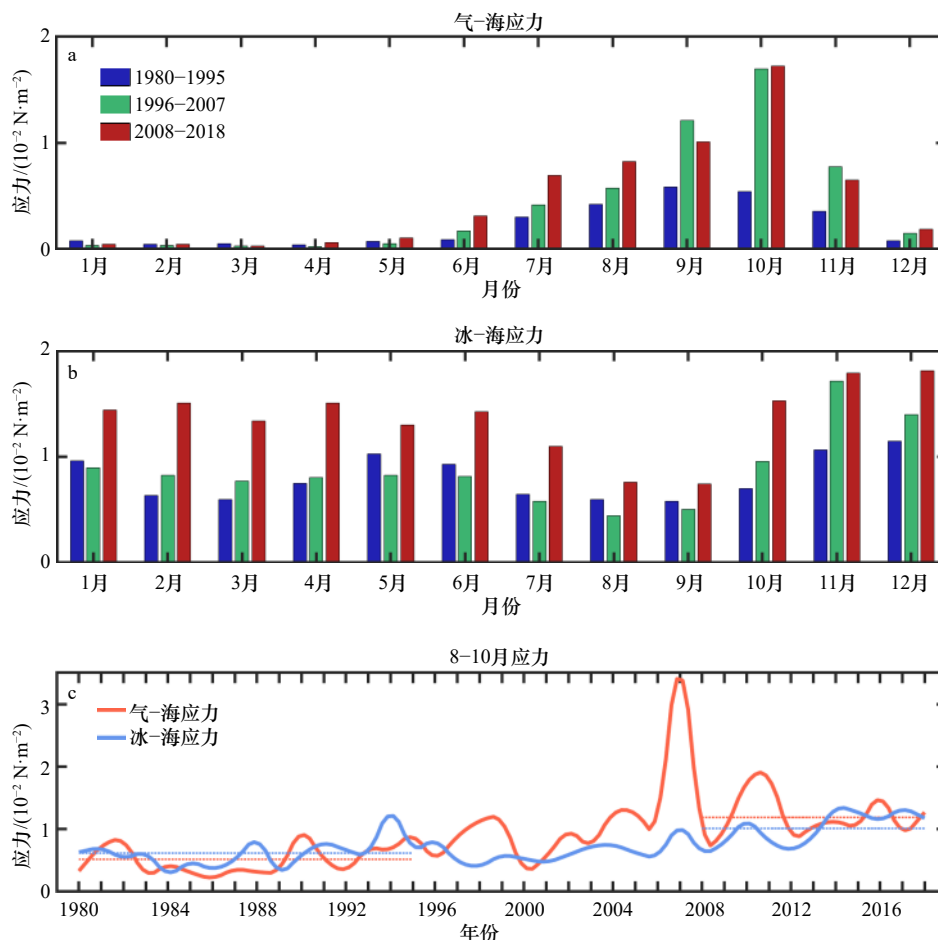 气−海应力
a
1980−1995
1996−2007
2008−2018
应力/(10⁻² N·m⁻²)
2
1
0
1月 2月 3月 4月 5月 6月 7月 8月 9月 10月 11月 12月
月份
冰−海应力
b
应力/(10⁻² N·m⁻²)
2
1
0
1月 2月 3月 4月 5月 6月 7月 8月 9月 10月 11月 12月
月份
8−10月应力
c
气−海应力
冰−海应力
应力/(10⁻² N·m⁻²)
3
2
1
0
1980 1984 1988 1992 1996 2000 2004 2008 2012 2016
年份